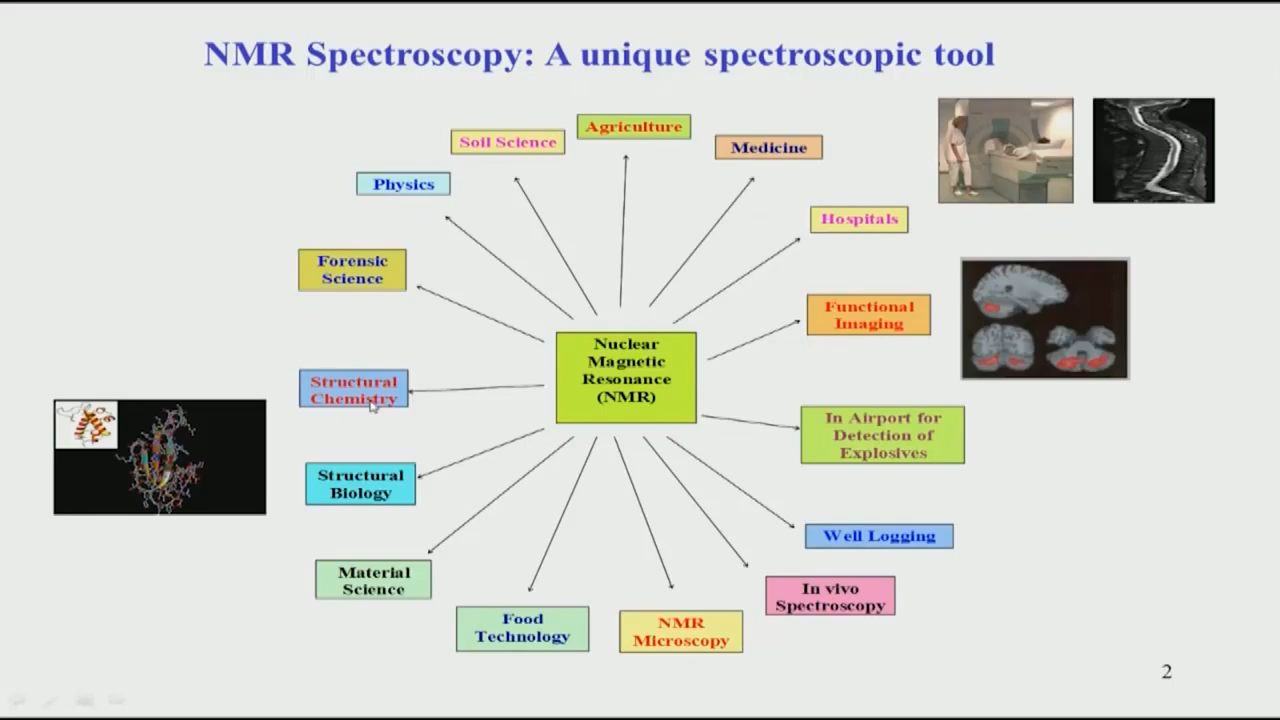 NMR Spectroscopy: A unique spectroscopic tool
Agriculture
Soil Science
Medicine
Physics
Hospitals
Forensic
Science
Functional
Imaging
Nuclear
Magnetic
Resonance
(NMR)
Structural
Chemistry
In Airport for
Detection of
Explosives
Structural
Biology
Well Logging
Material
Science
In vivo
Spectroscopy
Food
Technology
NMR
Microscopy
2